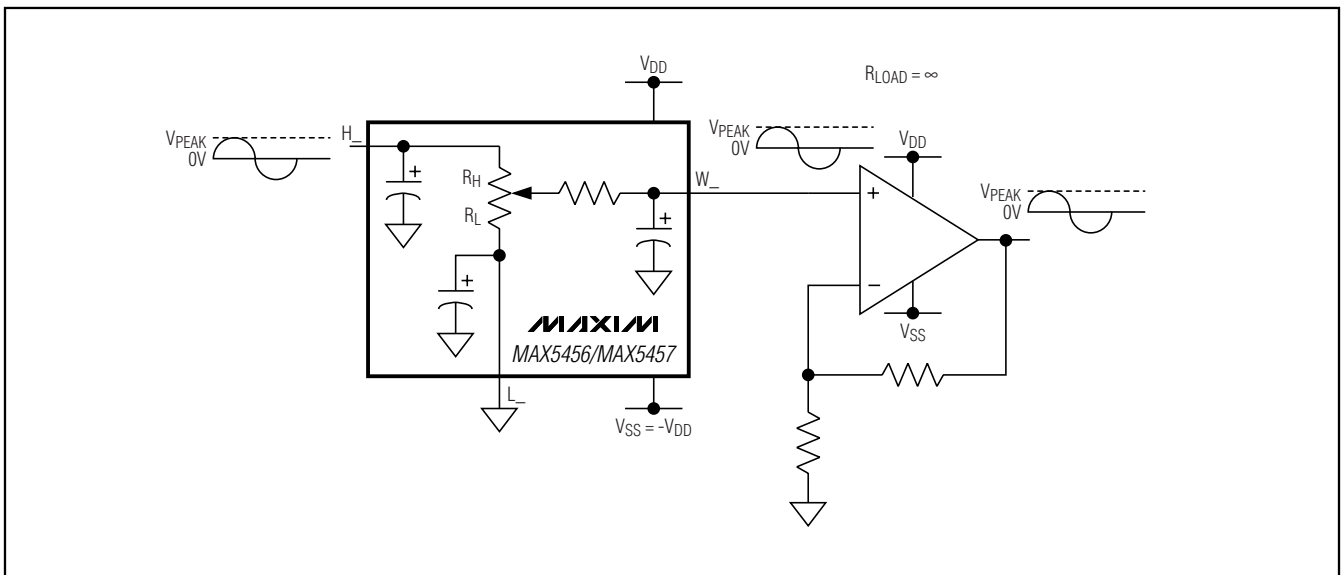 VDD
RLOAD = ∞
VPEAK
0V
H_
RH
RL
W_
VPEAK
0V
VDD
+
+
+
+
−
VSS
VPEAK
0V
MAXIM
MAX5456/MAX5457
L_
VSS = -VDD